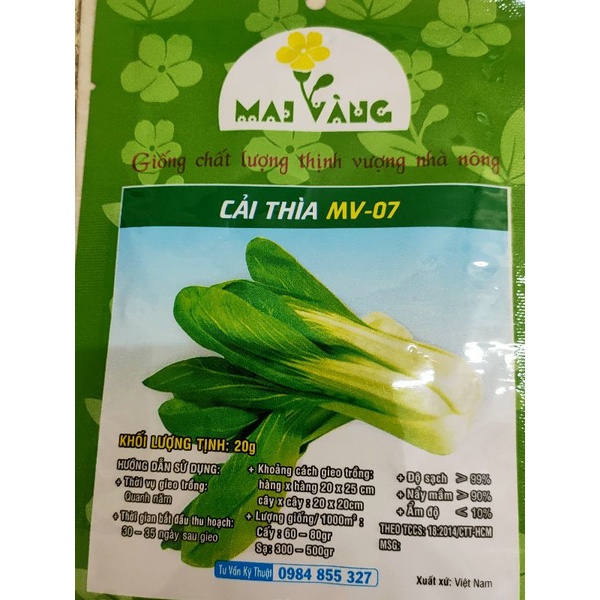 MAI VÀNG
Giống chất lượng thịnh vượng nhà nông
CẢI THÌA MV-07
KHỐI LƯỢNG TỊNH: 20g
HƯỚNG DẪN SỬ DỤNG:
+ Thời vụ gieo trồng:
Quanh năm
+ Thời gian bắt đầu thu hoạch:
30 - 35 ngày sau gieo
+ Khoảng cách gieo trồng:
hàng x hàng 20 x 25 cm
cây x cây : 20 x 20cm
+ Lượng giống/ 1000m² :
Cấy : 60 - 80gr
Sạ: 300 - 500gr
+ Độ sạch ≥ 99%
+ Nảy mầm ≥ 90%
+ Ẩm độ ≤ 10%
THEO TCCS: 18:2014/CTT-HCM
MSG:
Tư Vấn Kỹ Thuật 0984 855 327
Xuất xứ: Việt Nam